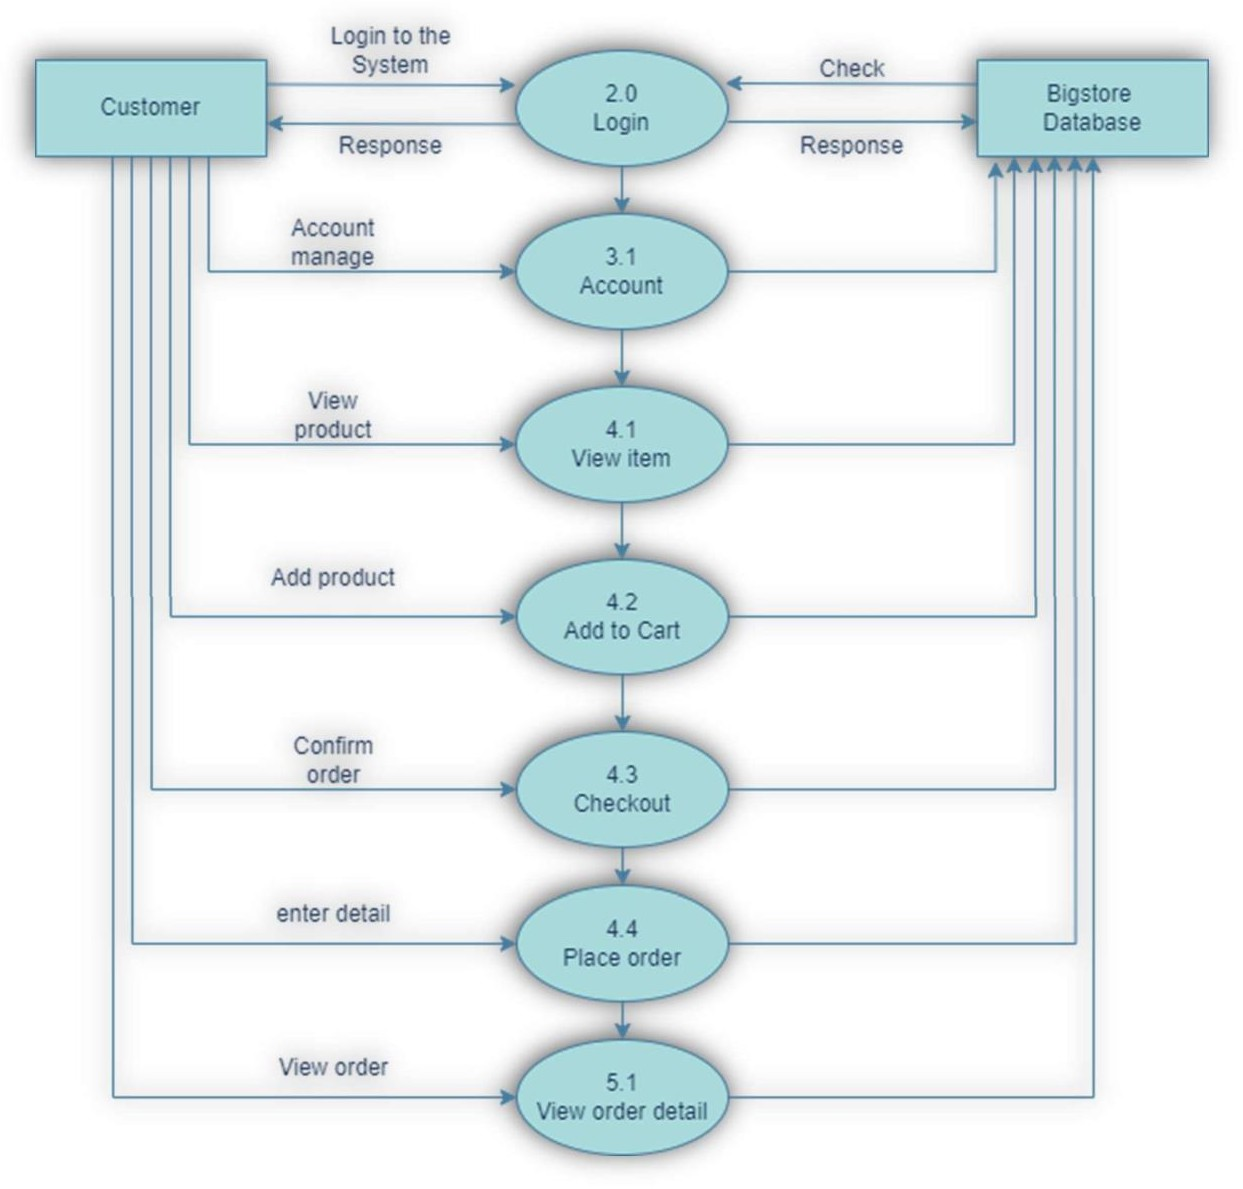 Login to the
System
Customer
Response
2.0
Login
Check
Response
Bigstore
Database
Account
manage
3.1
Account
View
product
4.1
View item
Add product
4.2
Add to Cart
Confirm
order
4.3
Checkout
enter detail
4.4
Place order
View order
5.1
View order detail